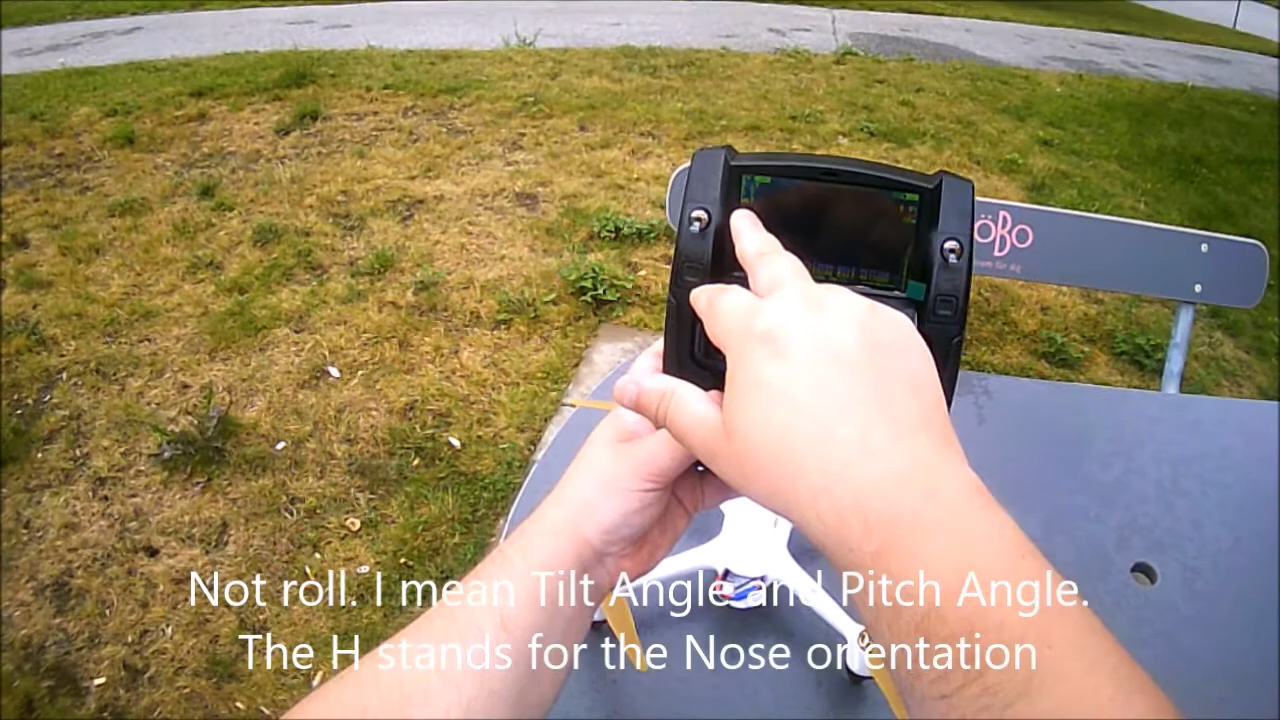 öBo
Not roll. I mean Tilt Angle and Pitch Angle.
The H stands for the Nose orientation